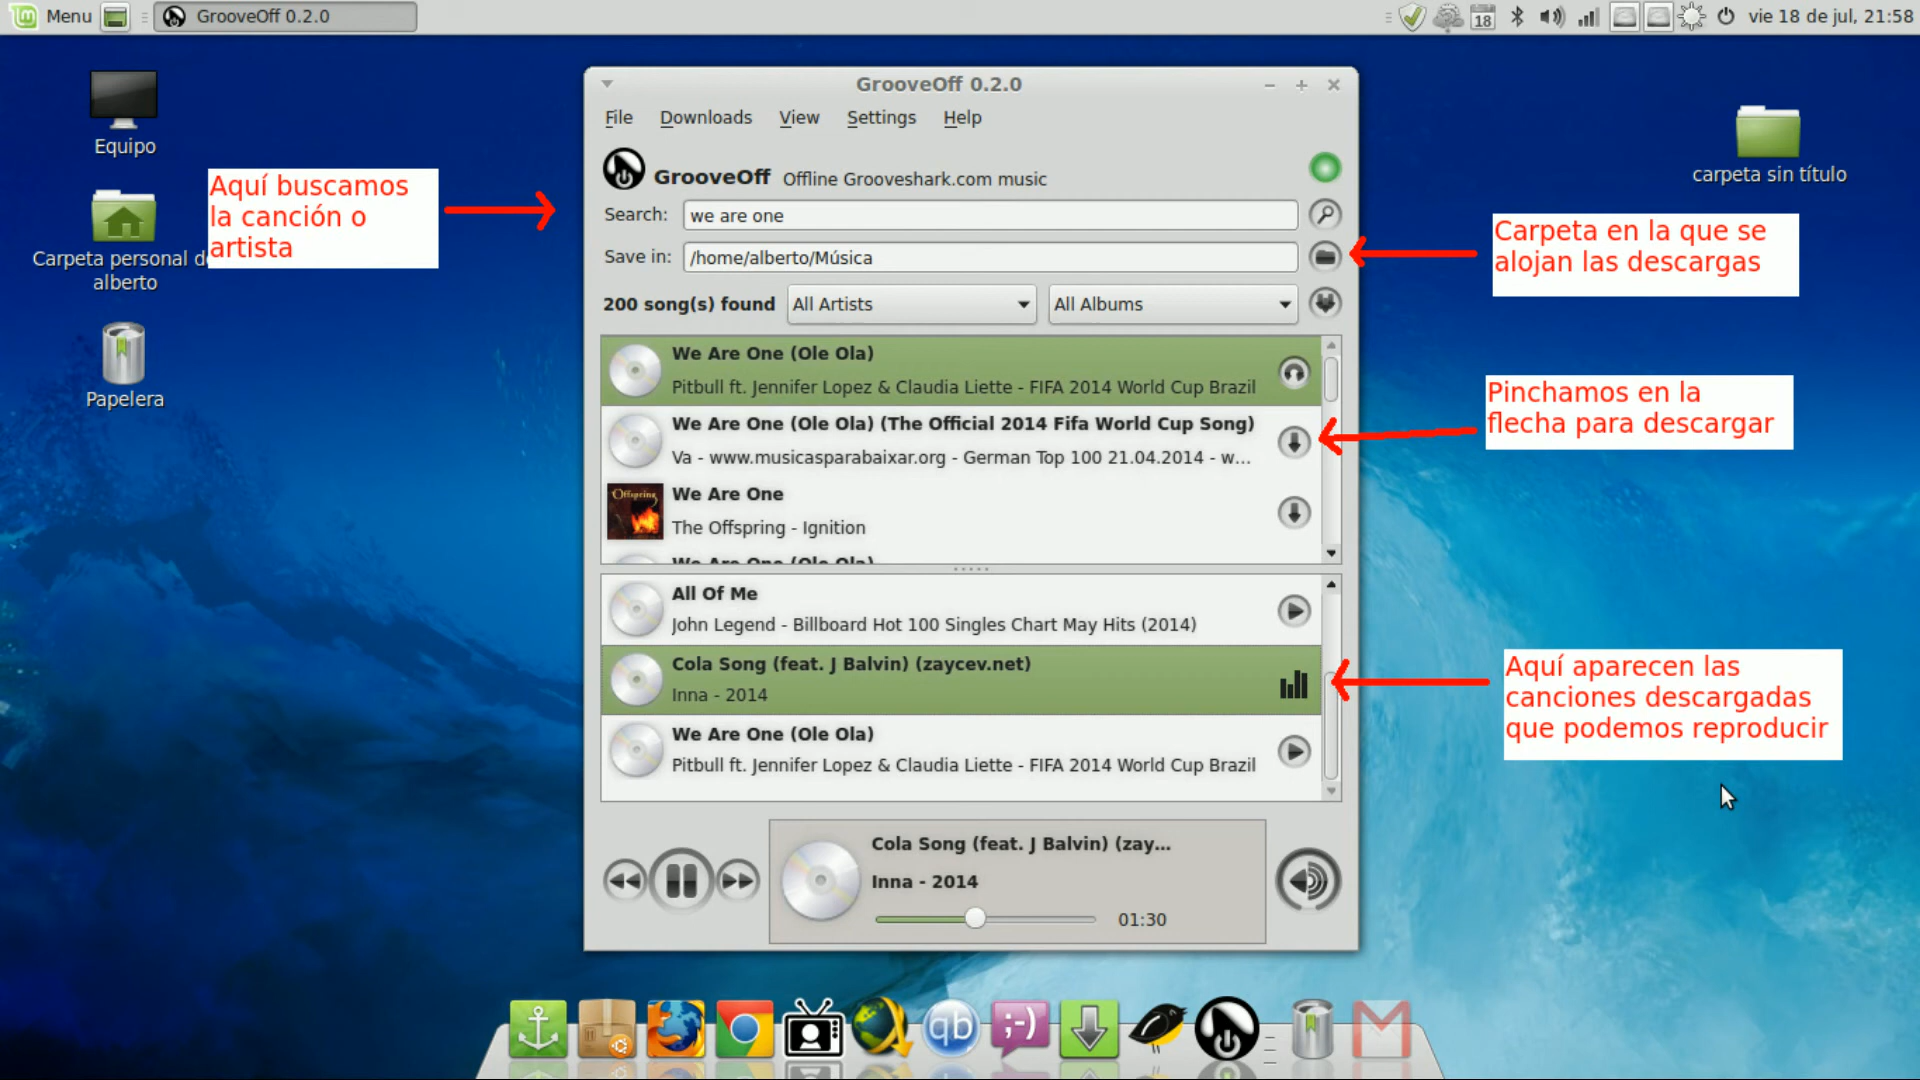 Menu
GrooveOff 0.2.0
18
vie 18 de jul, 21:58
Equipo
Carpeta personal de
alberto
Papelera
carpeta sin título
Aquí buscamos
la canción o
artista
GrooveOff 0.2.0
File Downloads View Settings Help
GrooveOff Offline Grooveshark.com music
Search: we are one
Save in: /home/alberto/Música
200 song(s) found All Artists All Albums
We Are One (Ole Ola)
Pitbull ft. Jennifer Lopez & Claudia Liette - FIFA 2014 World Cup Brazil
We Are One (Ole Ola) (The Official 2014 Fifa World Cup Song)
Va - www.musicasparabaixar.org - German Top 100 21.04.2014 - w...
Offspring
We Are One
The Offspring - Ignition
We Are One (Ole Ola)
All Of Me
John Legend - Billboard Hot 100 Singles Chart May Hits (2014)
Cola Song (feat. J Balvin) (zaycev.net)
Inna - 2014
We Are One (Ole Ola)
Pitbull ft. Jennifer Lopez & Claudia Liette - FIFA 2014 World Cup Brazil
Cola Song (feat. J Balvin) (zay...
Inna - 2014
01:30
Carpeta en la que se
alojan las descargas
Pinchamos en la
flecha para descargar
Aquí aparecen las
canciones descargadas
que podemos reproducir
qb
;-)